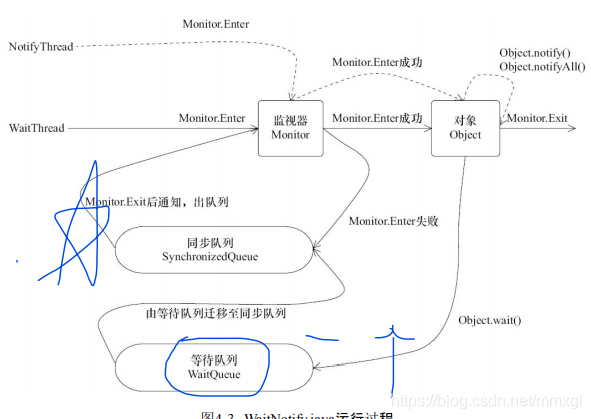 Monitor.Enter
NotifyThread
Object.notify()
Object.notifyAll()
Monitor.Enter成功
WaitThread
Monitor.Enter
监视器
Monitor
Monitor.Enter成功
对象
Object
Monitor.Exit
Monitor.Exit后通知，出队列
Monitor.Enter失败
同步队列
SynchronizedQueue
由等待队列迁移至同步队列
Object.wait()
等待队列
WaitQueue
一个
https://blog.csdn.net/mmxgl
图4-3 WaitNotify.java运行过程